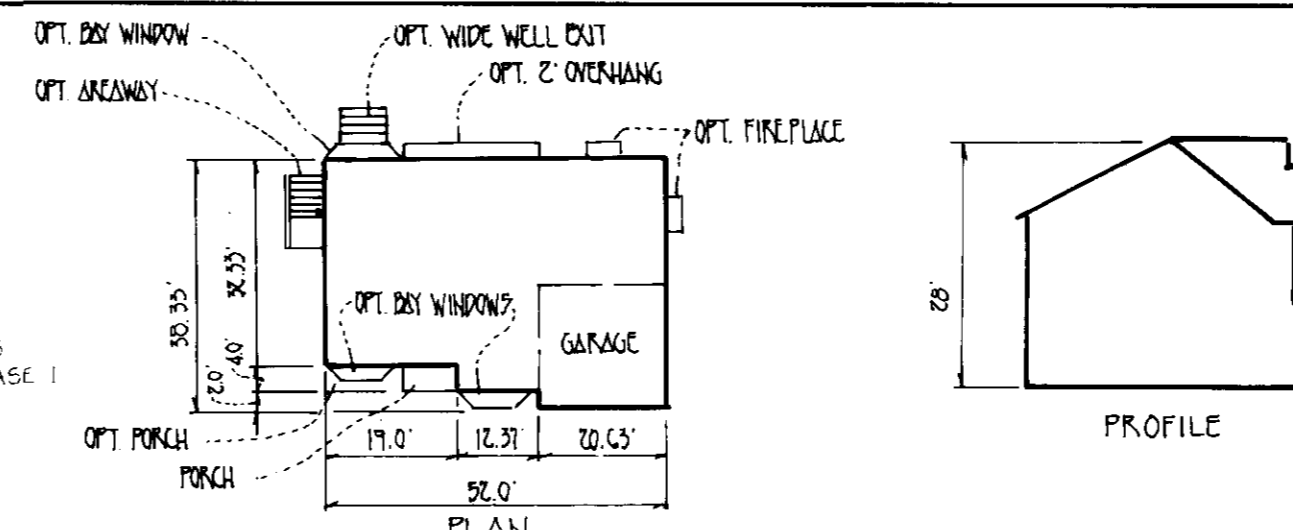 OPT. BAY WINDOW
OPT. WIDE WELL EXIT
OPT. 2' OVERHANG
OPT. AREAWAY
OPT. FIREPLACE
38.33'
32.33'
4.0'
2.0'
OPT. BAY WINDOWS
GARAGE
28'
ASE 1
OPT. PORCH
PORCH
19.0'
12.37'
20.63'
52.0'
PLAN
PROFILE